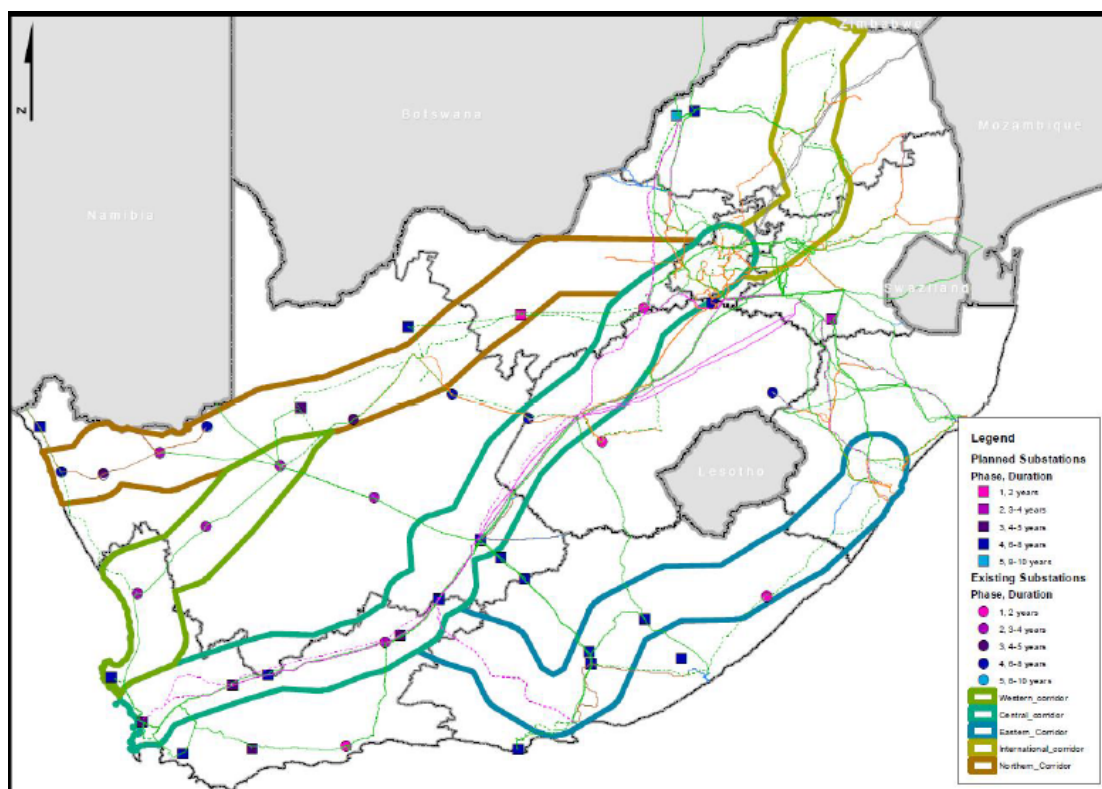 Zimbabwe
Botswana
Mozambique
Namibia
N
Swaziland
Lesotho
Legend
Planned Substations
Phase, Duration
1, 2 years
2, 3-4 years
3, 4-5 years
4, 6-8 years
5, 9-10 years
Existing Substations
Phase, Duration
1, 2 years
2, 3-4 years
3, 4-5 years
4, 6-8 years
5, 8-10 years
Western_corridor
Central_corridor
Eastern_Corridor
International_corridor
Northern_Corridor